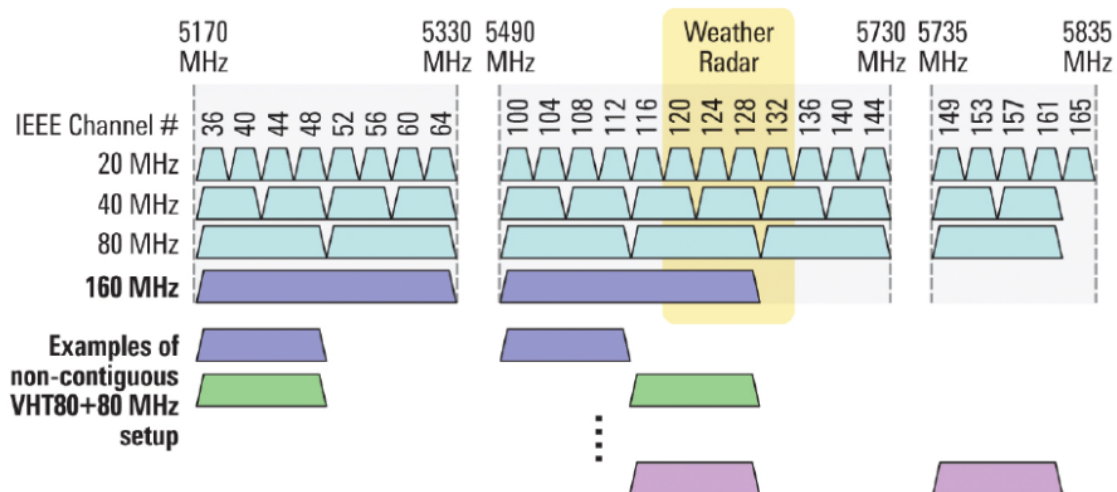 5170 MHz
5330 MHz
5490 MHz
Weather Radar
5730 MHz
5735 MHz
5835 MHz
IEEE Channel # 36 40 44 48 52 56 60 64 100 104 108 112 116 120 124 128 132 136 140 144 149 153 157 161 165
20 MHz
40 MHz
80 MHz
160 MHz
Examples of
non-contiguous
VHT80+80 MHz
setup